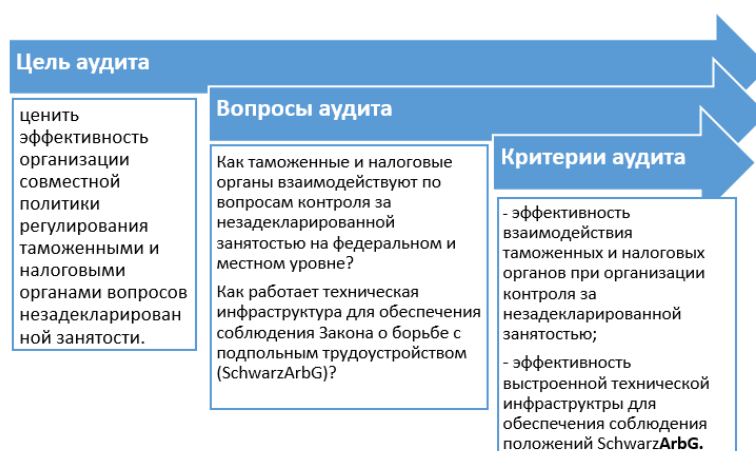 Цель аудита
ценить
эффективность
организации
совместной
политики
регулирования
таможенными и
налоговыми
органами вопросов
незадекларирован
ной занятости.
Вопросы аудита
Как таможенные и налоговые
органы взаимодействуют по
вопросам контроля за
незадекларированной
занятостью на федеральном и
местном уровне?
Как работает техническая
инфраструктура для обеспечения
соблюдения Закона о борьбе с
подпольным трудоустройством
(SchwarzArbG)?
Критерии аудита
- эффективность
взаимодействия
таможенных и налоговых
органов при организации
контроля за
незадекларированной
занятостью;
- эффективность
выстроенной технической
инфраструктры для
обеспечения соблюдения
положений SchwarzArbG.